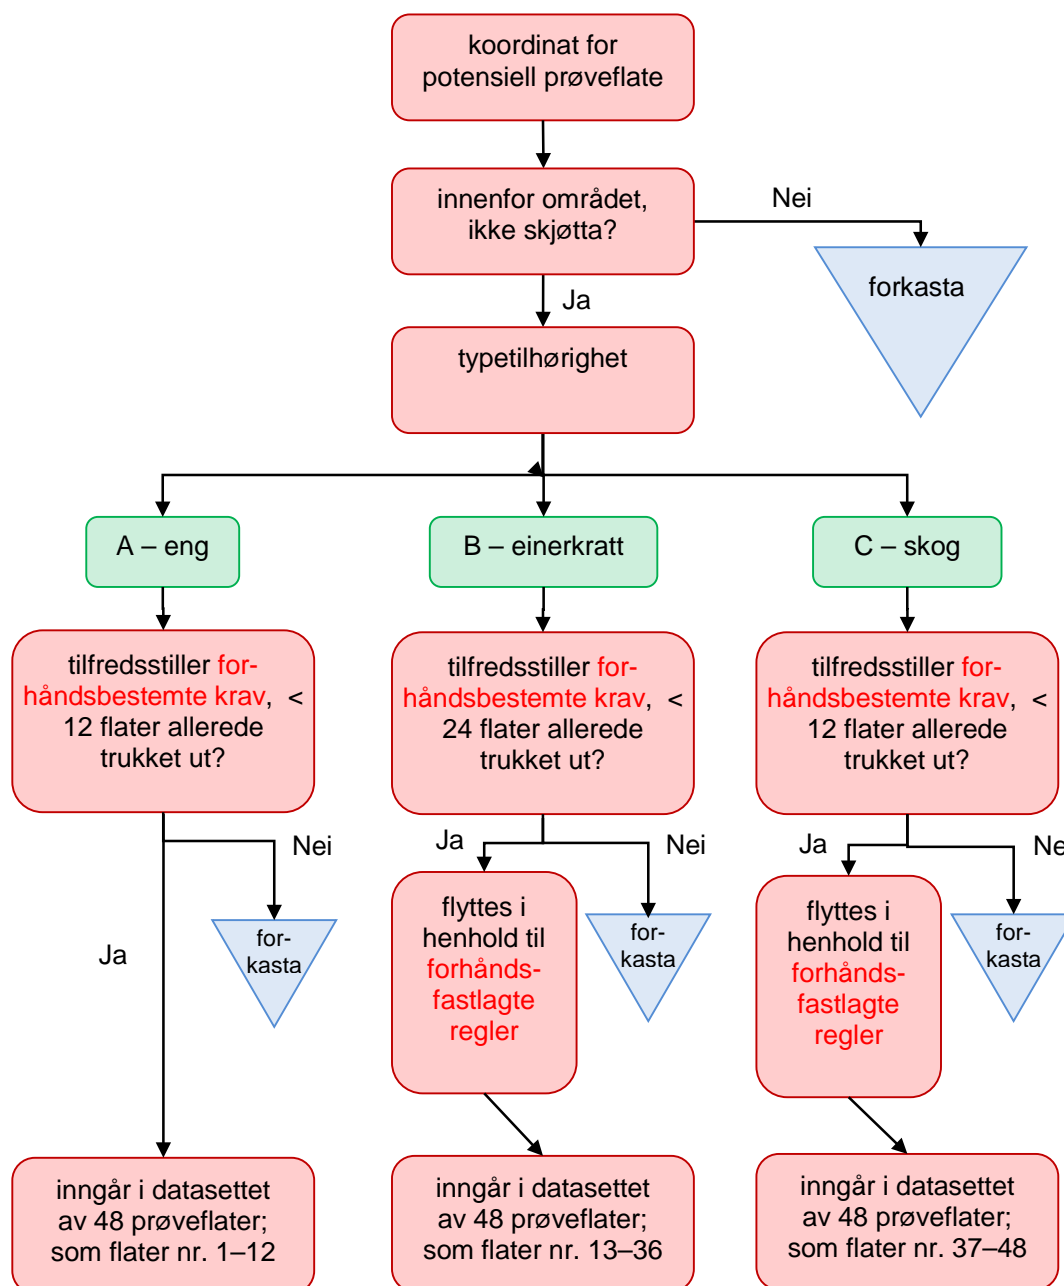 koordinat for
potensiell prøveflate
innenfor området,
ikke skjøtta?
Nei
forkasta
Ja
typetilhørighet
A – eng
B – einerkratt
C – skog
tilfredsstiller for-
håndsbestemte krav, <
12 flater allerede
trukket ut?
tilfredsstiller for-
håndsbestemte krav, <
24 flater allerede
trukket ut?
tilfredsstiller for-
håndsbestemte krav, <
12 flater allerede
trukket ut?
Ja
Nei
for-
kasta
Ja
Nei
flyttes i
henhold til
forhånds-
fastlagte
regler
for-
kasta
Ja
Ne
flyttes i
henhold til
forhånds-
fastlagte
regler
for-
kasta
inngår i datasettet
av 48 prøveflater;
som flater nr. 1–12
inngår i datasettet
av 48 prøveflater;
som flater nr. 13–36
inngår i datasettet
av 48 prøveflater;
som flater nr. 37–48